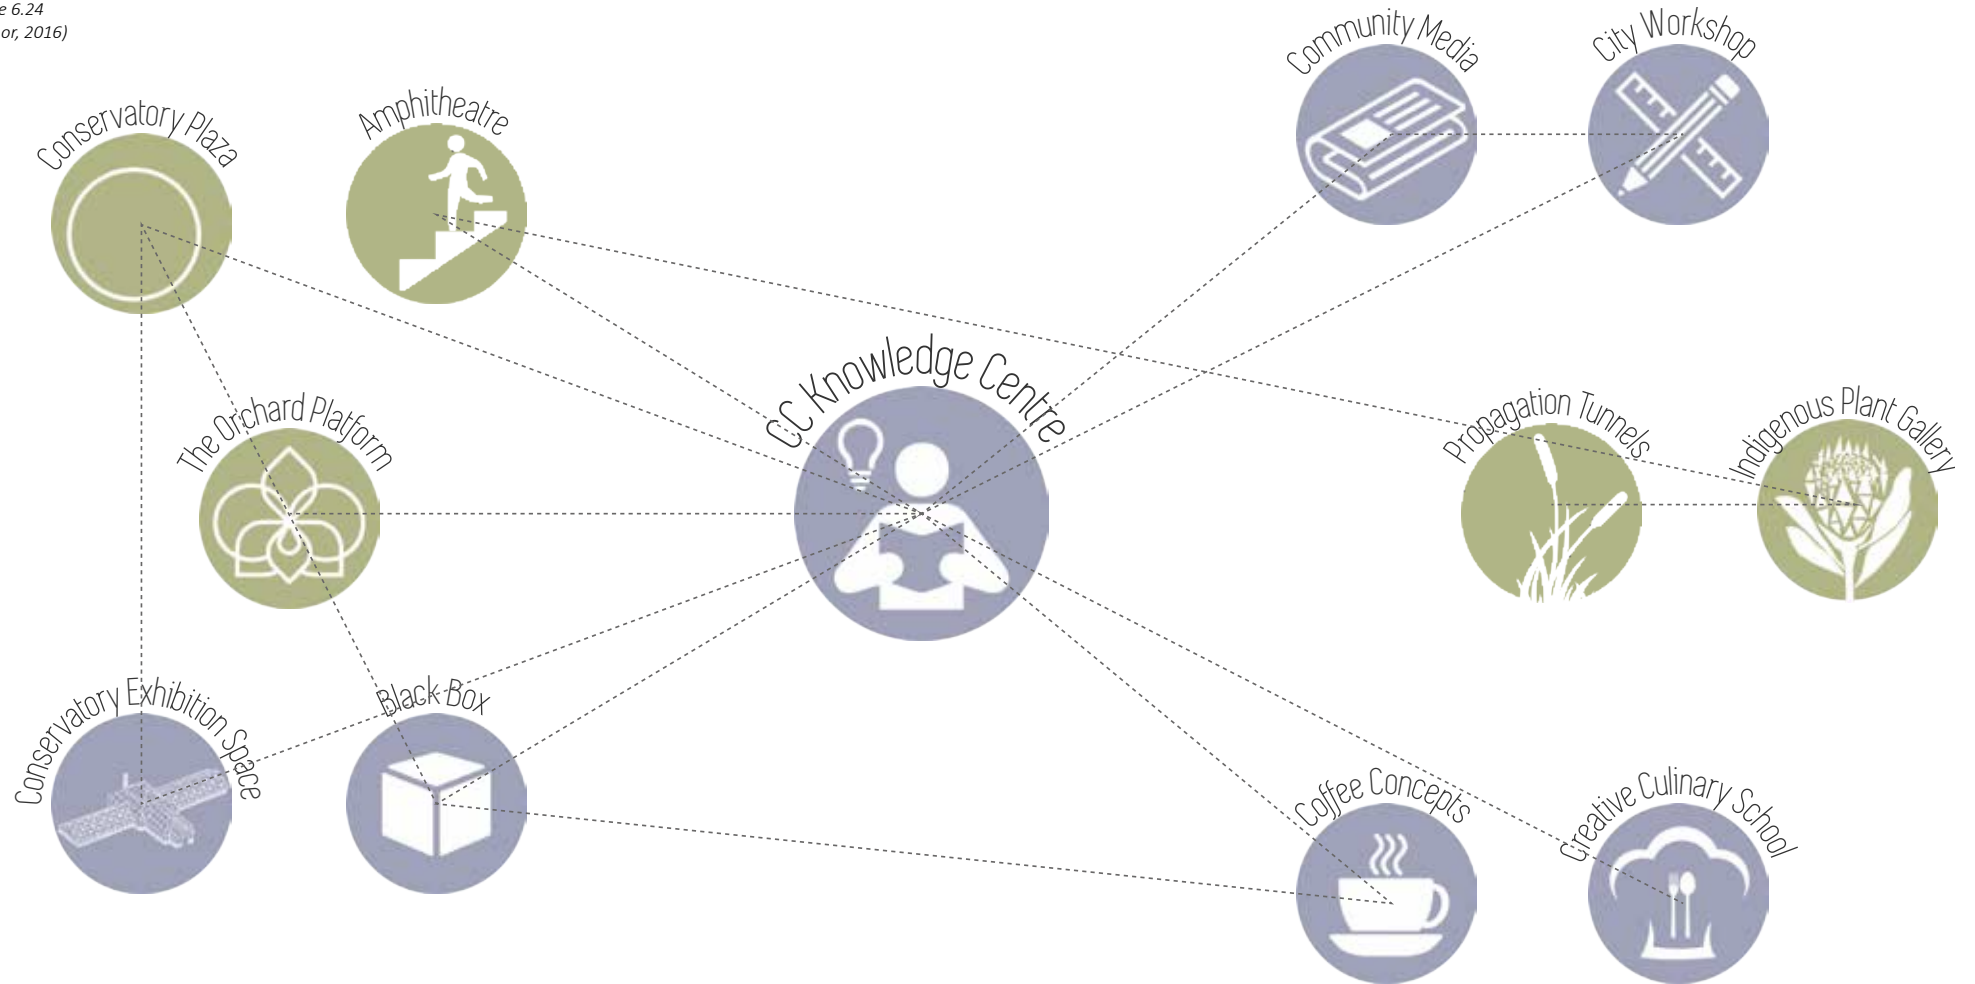 e 6.24
or, 2016)
Community Media
City Workshop
Conservatory Plaza
Amphitheatre
CC Knowledge Centre
The Orchard Platform
Propagation Tunnels
Indigenous Plant Gallery
Conservatory Exhibition Space
Black Box
Coffee Concepts
Creative Culinary School